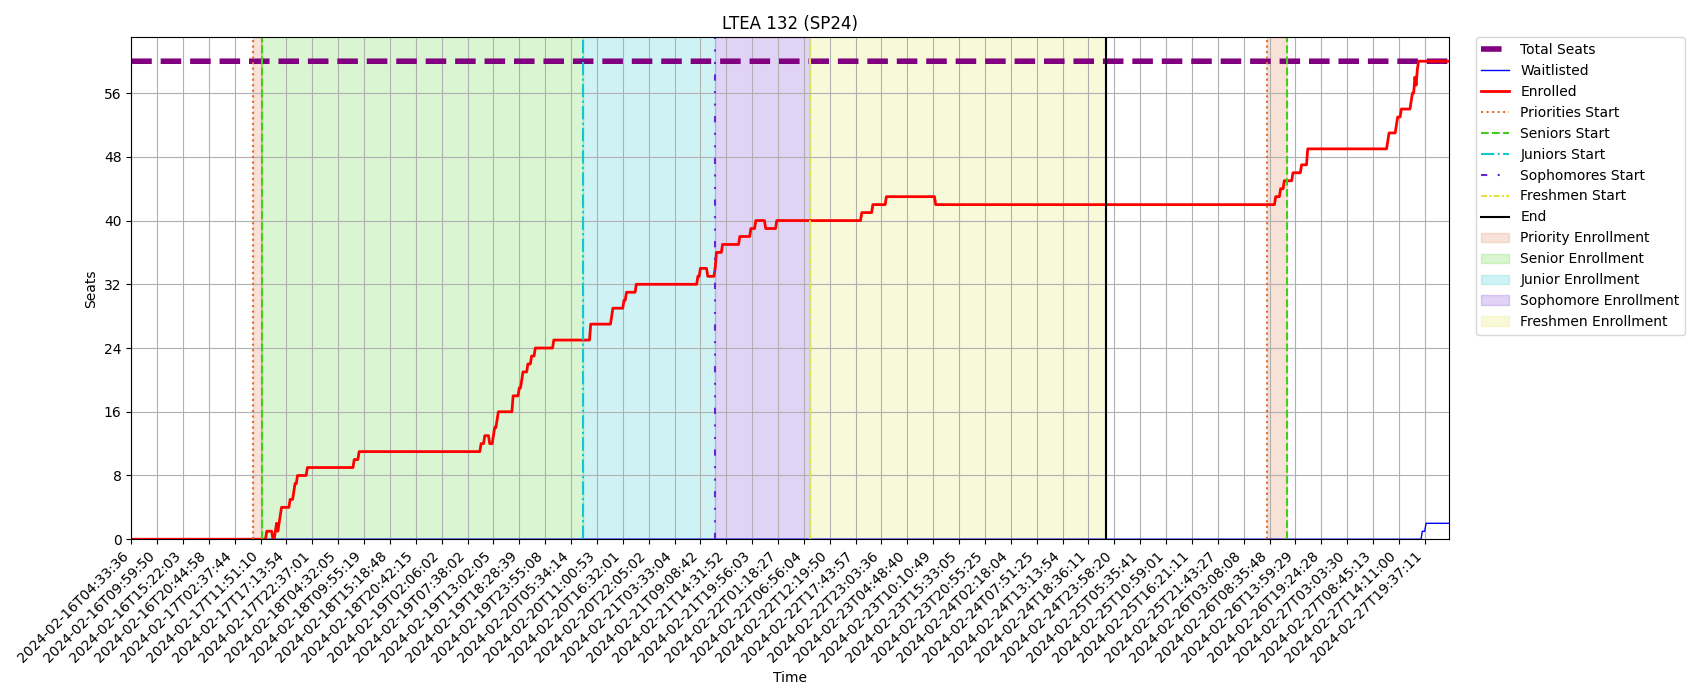 LTEA 132 (SP24)
Total Seats
Waitlisted
Enrolled
Priorities Start
Seniors Start
Juniors Start
Sophomores Start
Freshmen Start
End
Priority Enrollment
Senior Enrollment
Junior Enrollment
Sophomore Enrollment
Freshmen Enrollment
Seats
56
48
40
32
24
16
8
0
2024-02-16T04:33:36
2024-02-16T09:59:50
2024-02-16T15:22:03
2024-02-16T20:44:58
2024-02-17T02:37:44
2024-02-17T11:51:10
2024-02-17T17:13:54
2024-02-17T22:37:01
2024-02-18T04:32:05
2024-02-18T09:55:19
2024-02-18T15:18:48
2024-02-18T20:42:15
2024-02-19T02:06:02
2024-02-19T07:38:02
2024-02-19T13:02:05
2024-02-19T18:28:39
2024-02-19T23:55:08
2024-02-20T05:34:14
2024-02-20T11:00:53
2024-02-20T16:32:01
2024-02-20T22:05:02
2024-02-21T03:33:04
2024-02-21T09:08:42
2024-02-21T14:31:52
2024-02-21T19:56:03
2024-02-22T01:18:27
2024-02-22T06:56:04
2024-02-22T12:19:50
2024-02-22T17:43:57
2024-02-22T23:03:36
2024-02-23T04:48:40
2024-02-23T10:10:49
2024-02-23T15:33:05
2024-02-23T20:55:25
2024-02-24T02:18:04
2024-02-24T07:51:25
2024-02-24T13:13:54
2024-02-24T18:36:11
2024-02-24T23:58:20
2024-02-25T05:35:41
2024-02-25T10:59:01
2024-02-25T16:21:11
2024-02-25T21:43:27
2024-02-26T03:08:08
2024-02-26T08:35:48
2024-02-26T13:59:29
2024-02-26T19:24:28
2024-02-27T03:03:30
2024-02-27T08:45:13
2024-02-27T14:11:00
2024-02-27T19:37:11
Time